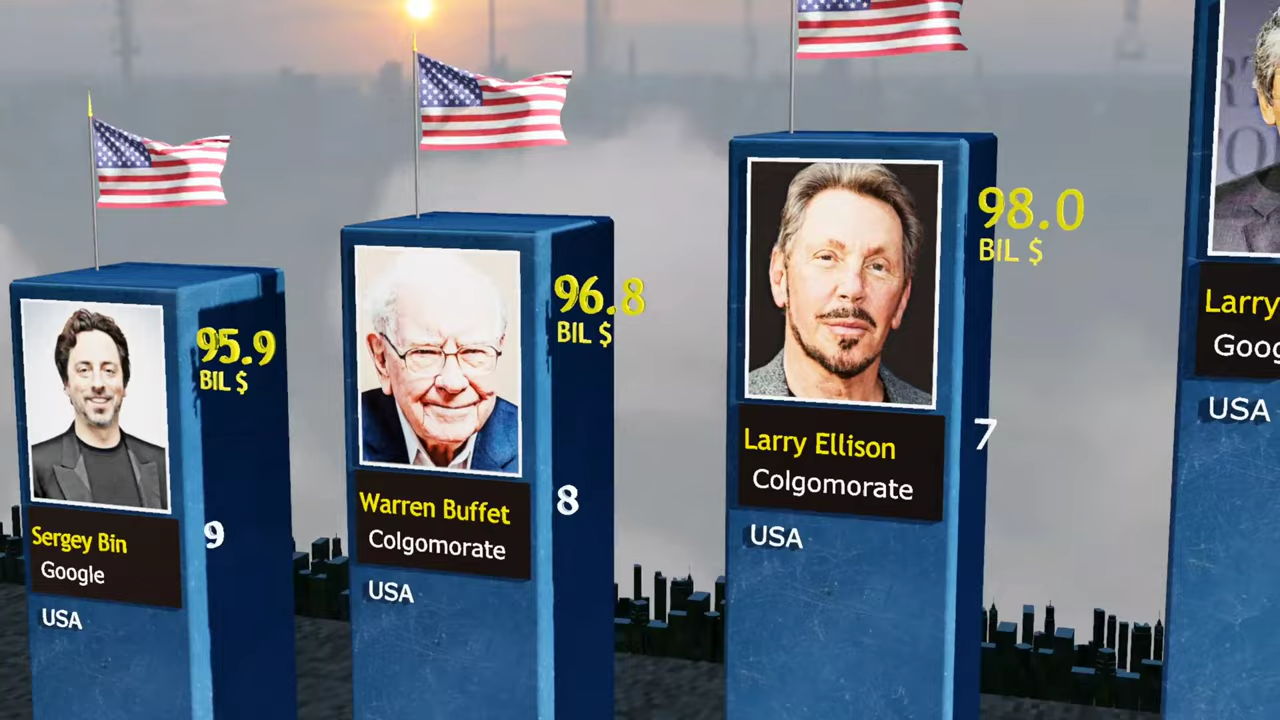 95.9
BIL $
Sergey Bin
Google
9
USA
96.8
BIL $
Warren Buffet
Colgomorate
8
USA
98.0
BIL $
Larry Ellison
Colgomorate
7
USA
Larry
Goog
USA